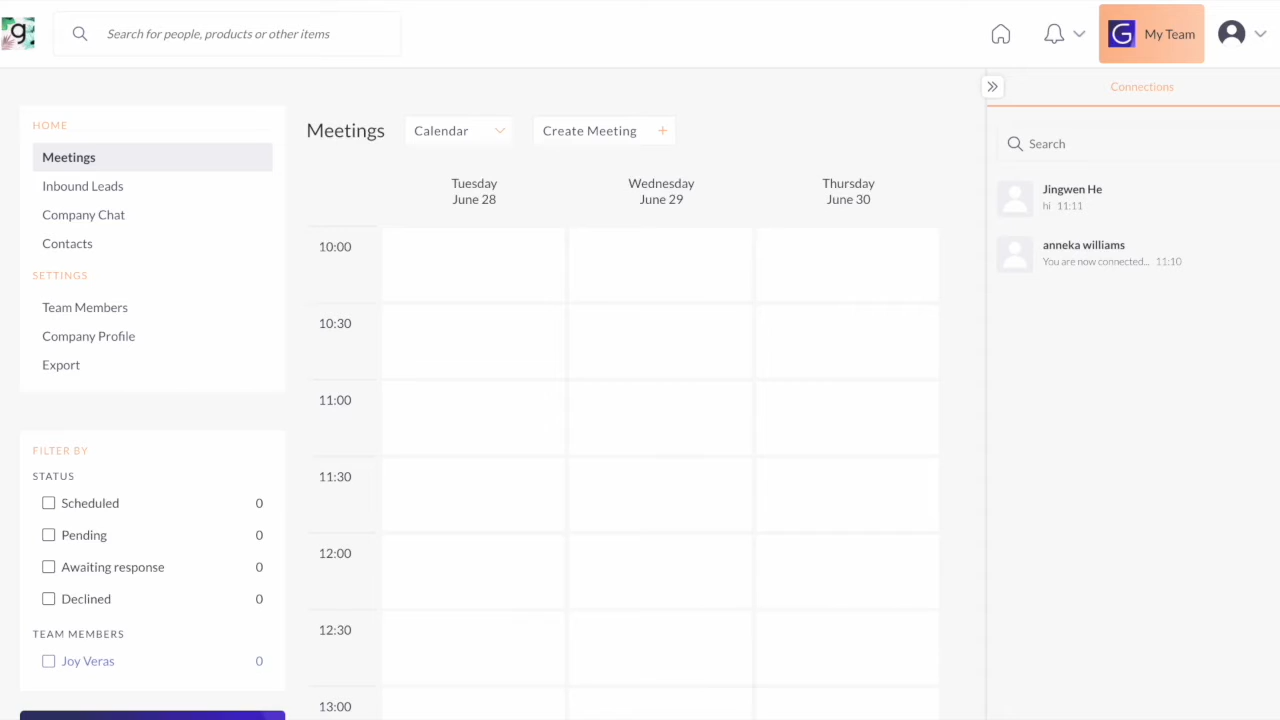 g
Search for people, products or other items
G My Team
Connections
HOME
Meetings
Inbound Leads
Company Chat
Contacts
SETTINGS
Team Members
Company Profile
Export
FILTER BY
STATUS
Scheduled 0
Pending 0
Awaiting response 0
Declined 0
TEAM MEMBERS
Joy Veras 0
Meetings
Calendar
Create Meeting +
Tuesday Wednesday Thursday
June 28 June 29 June 30
10:00
10:30
11:00
11:30
12:00
12:30
13:00
Search
Jingwen He
hi 11:11
anneka williams
You are now connected... 11:10